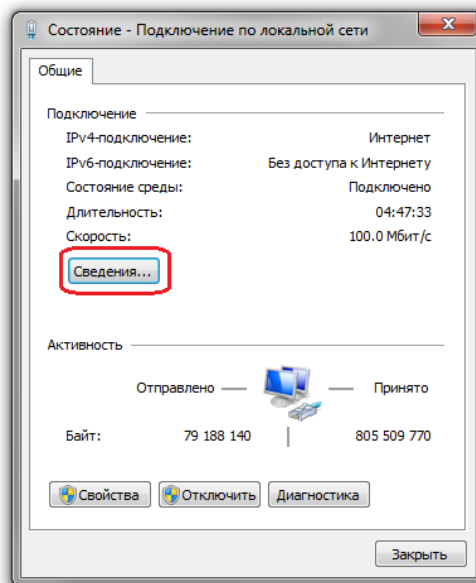 Состояние - Подключение по локальной сети
Общие
Подключение
IPv4-подключение: Интернет
IPv6-подключение: Без доступа к Интернету
Состояние среды: Подключено
Длительность: 04:47:33
Скорость: 100.0 Мбит/с
Сведения...
Активность
Отправлено — — Принято
Байт: 79 188 140 | 805 509 770
Свойства Отключить Диагностика
Закрыть